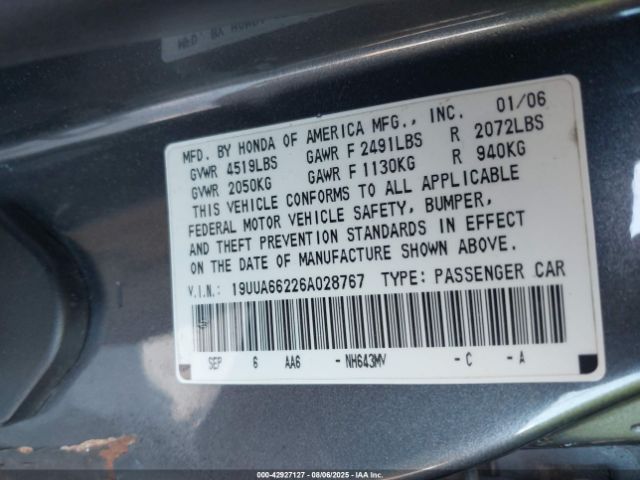 MFD. BY HONDA OF AMERICA MFG., INC. 01/06
GVWR 4519LBS GAWR F 2491LBS R 2072LBS
GVWR 2050KG GAWR F 1130KG R 940KG
THIS VEHICLE CONFORMS TO ALL APPLICABLE
FEDERAL MOTOR VEHICLE SAFETY, BUMPER,
AND THEFT PREVENTION STANDARDS IN EFFECT
ON THE DATE OF MANUFACTURE SHOWN ABOVE.
V.I.N.: 19UUA66226A028767 TYPE: PASSENGER CAR
SEP 6 AA6 - NH643MV - C - A
000-42927127 - 08/06/2025 - IAAI.COM